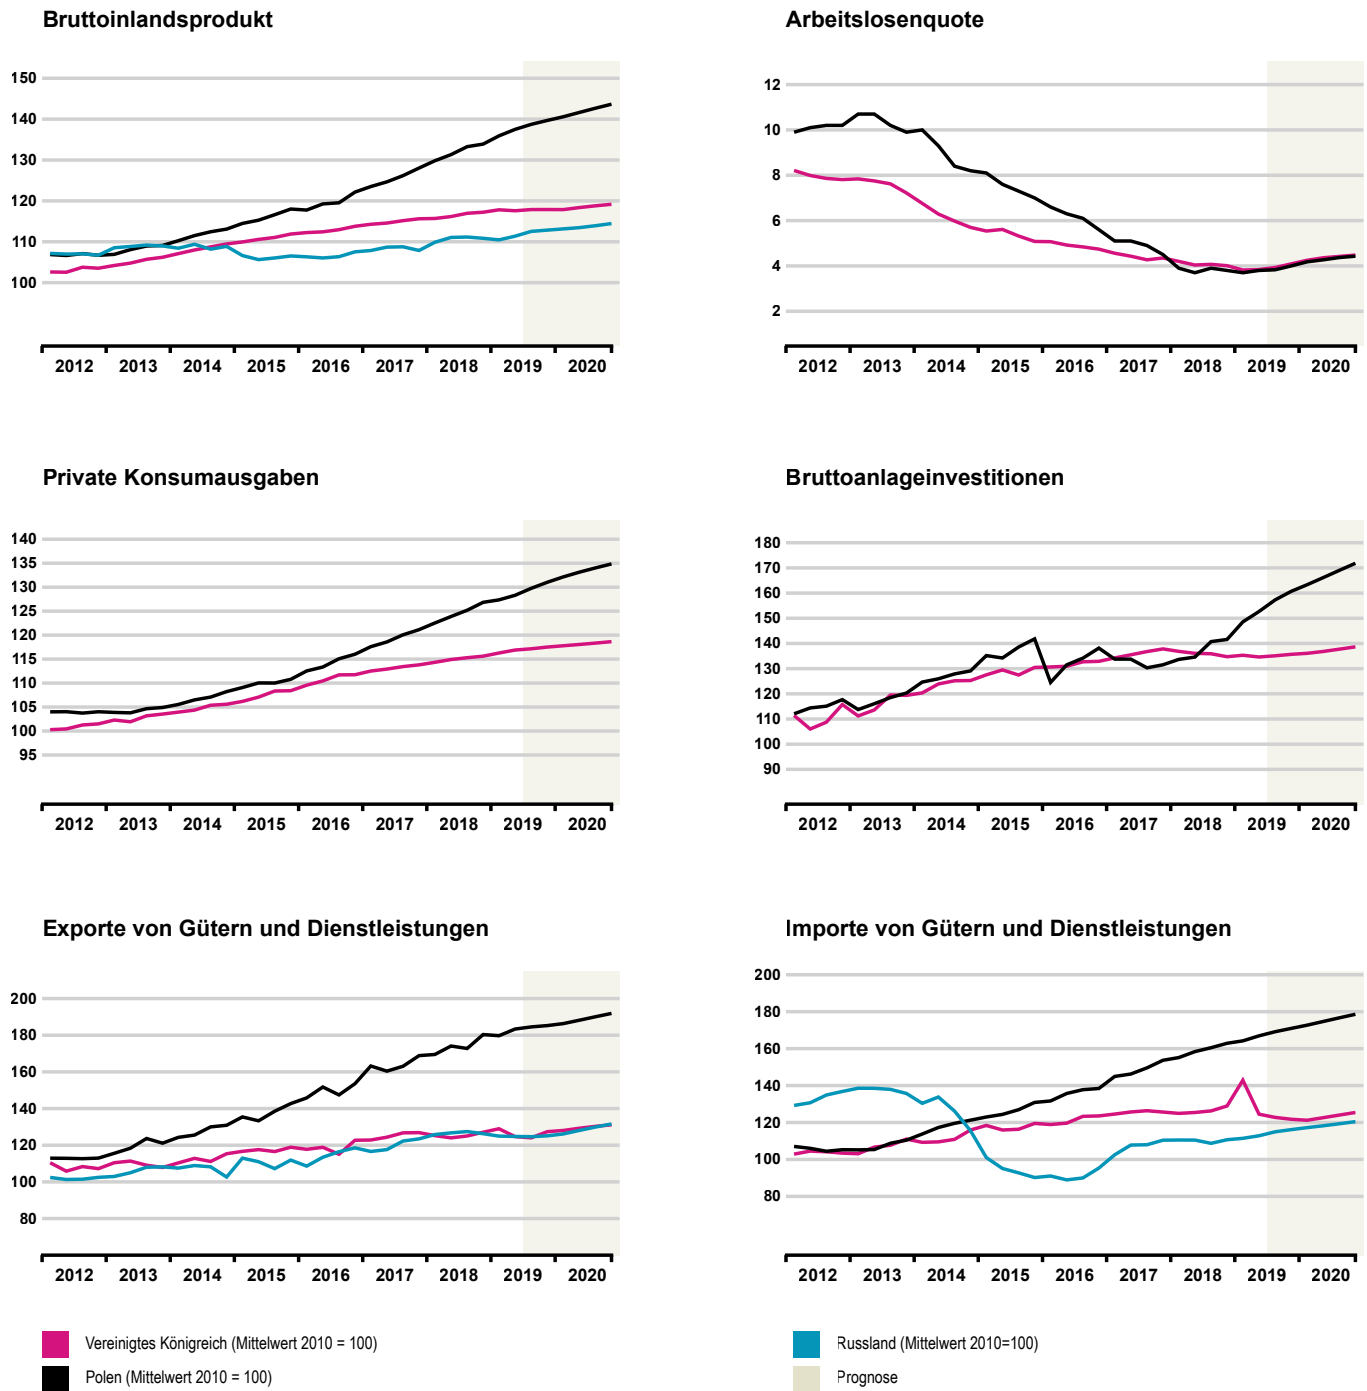 Bruttoinlandsprodukt
150
140
130
120
110
100
2012 2013 2014 2015 2016 2017 2018 2019 2020
Arbeitslosenquote
12
10
8
6
4
2
2012 2013 2014 2015 2016 2017 2018 2019 2020
Private Konsumausgaben
140
135
130
125
120
115
110
105
100
95
2012 2013 2014 2015 2016 2017 2018 2019 2020
Bruttoanlageinvestitionen
180
170
160
150
140
130
120
110
100
90
2012 2013 2014 2015 2016 2017 2018 2019 2020
Exporte von Gütern und Dienstleistungen
200
180
160
140
120
100
80
2012 2013 2014 2015 2016 2017 2018 2019 2020
Importe von Gütern und Dienstleistungen
200
180
160
140
120
100
80
2012 2013 2014 2015 2016 2017 2018 2019 2020
Vereinigtes Königreich (Mittelwert 2010 = 100)
Polen (Mittelwert 2010 = 100)
Russland (Mittelwert 2010=100)
Prognose